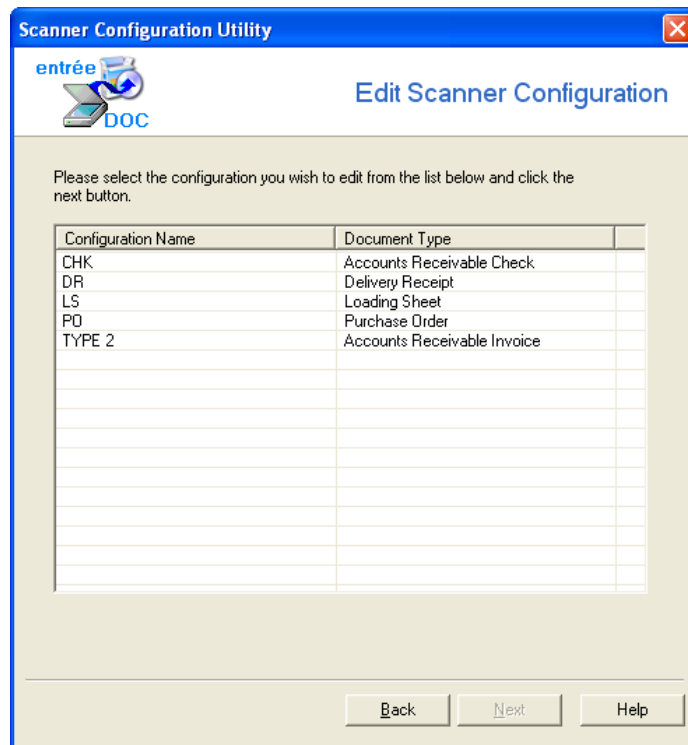 Scanner Configuration Utility
entrée
DOC
Edit Scanner Configuration
Please select the configuration you wish to edit from the list below and click the
next button.
Configuration Name Document Type
CHK Accounts Receivable Check
DR Delivery Receipt
LS Loading Sheet
PO Purchase Order
TYPE 2 Accounts Receivable Invoice
Back Next Help